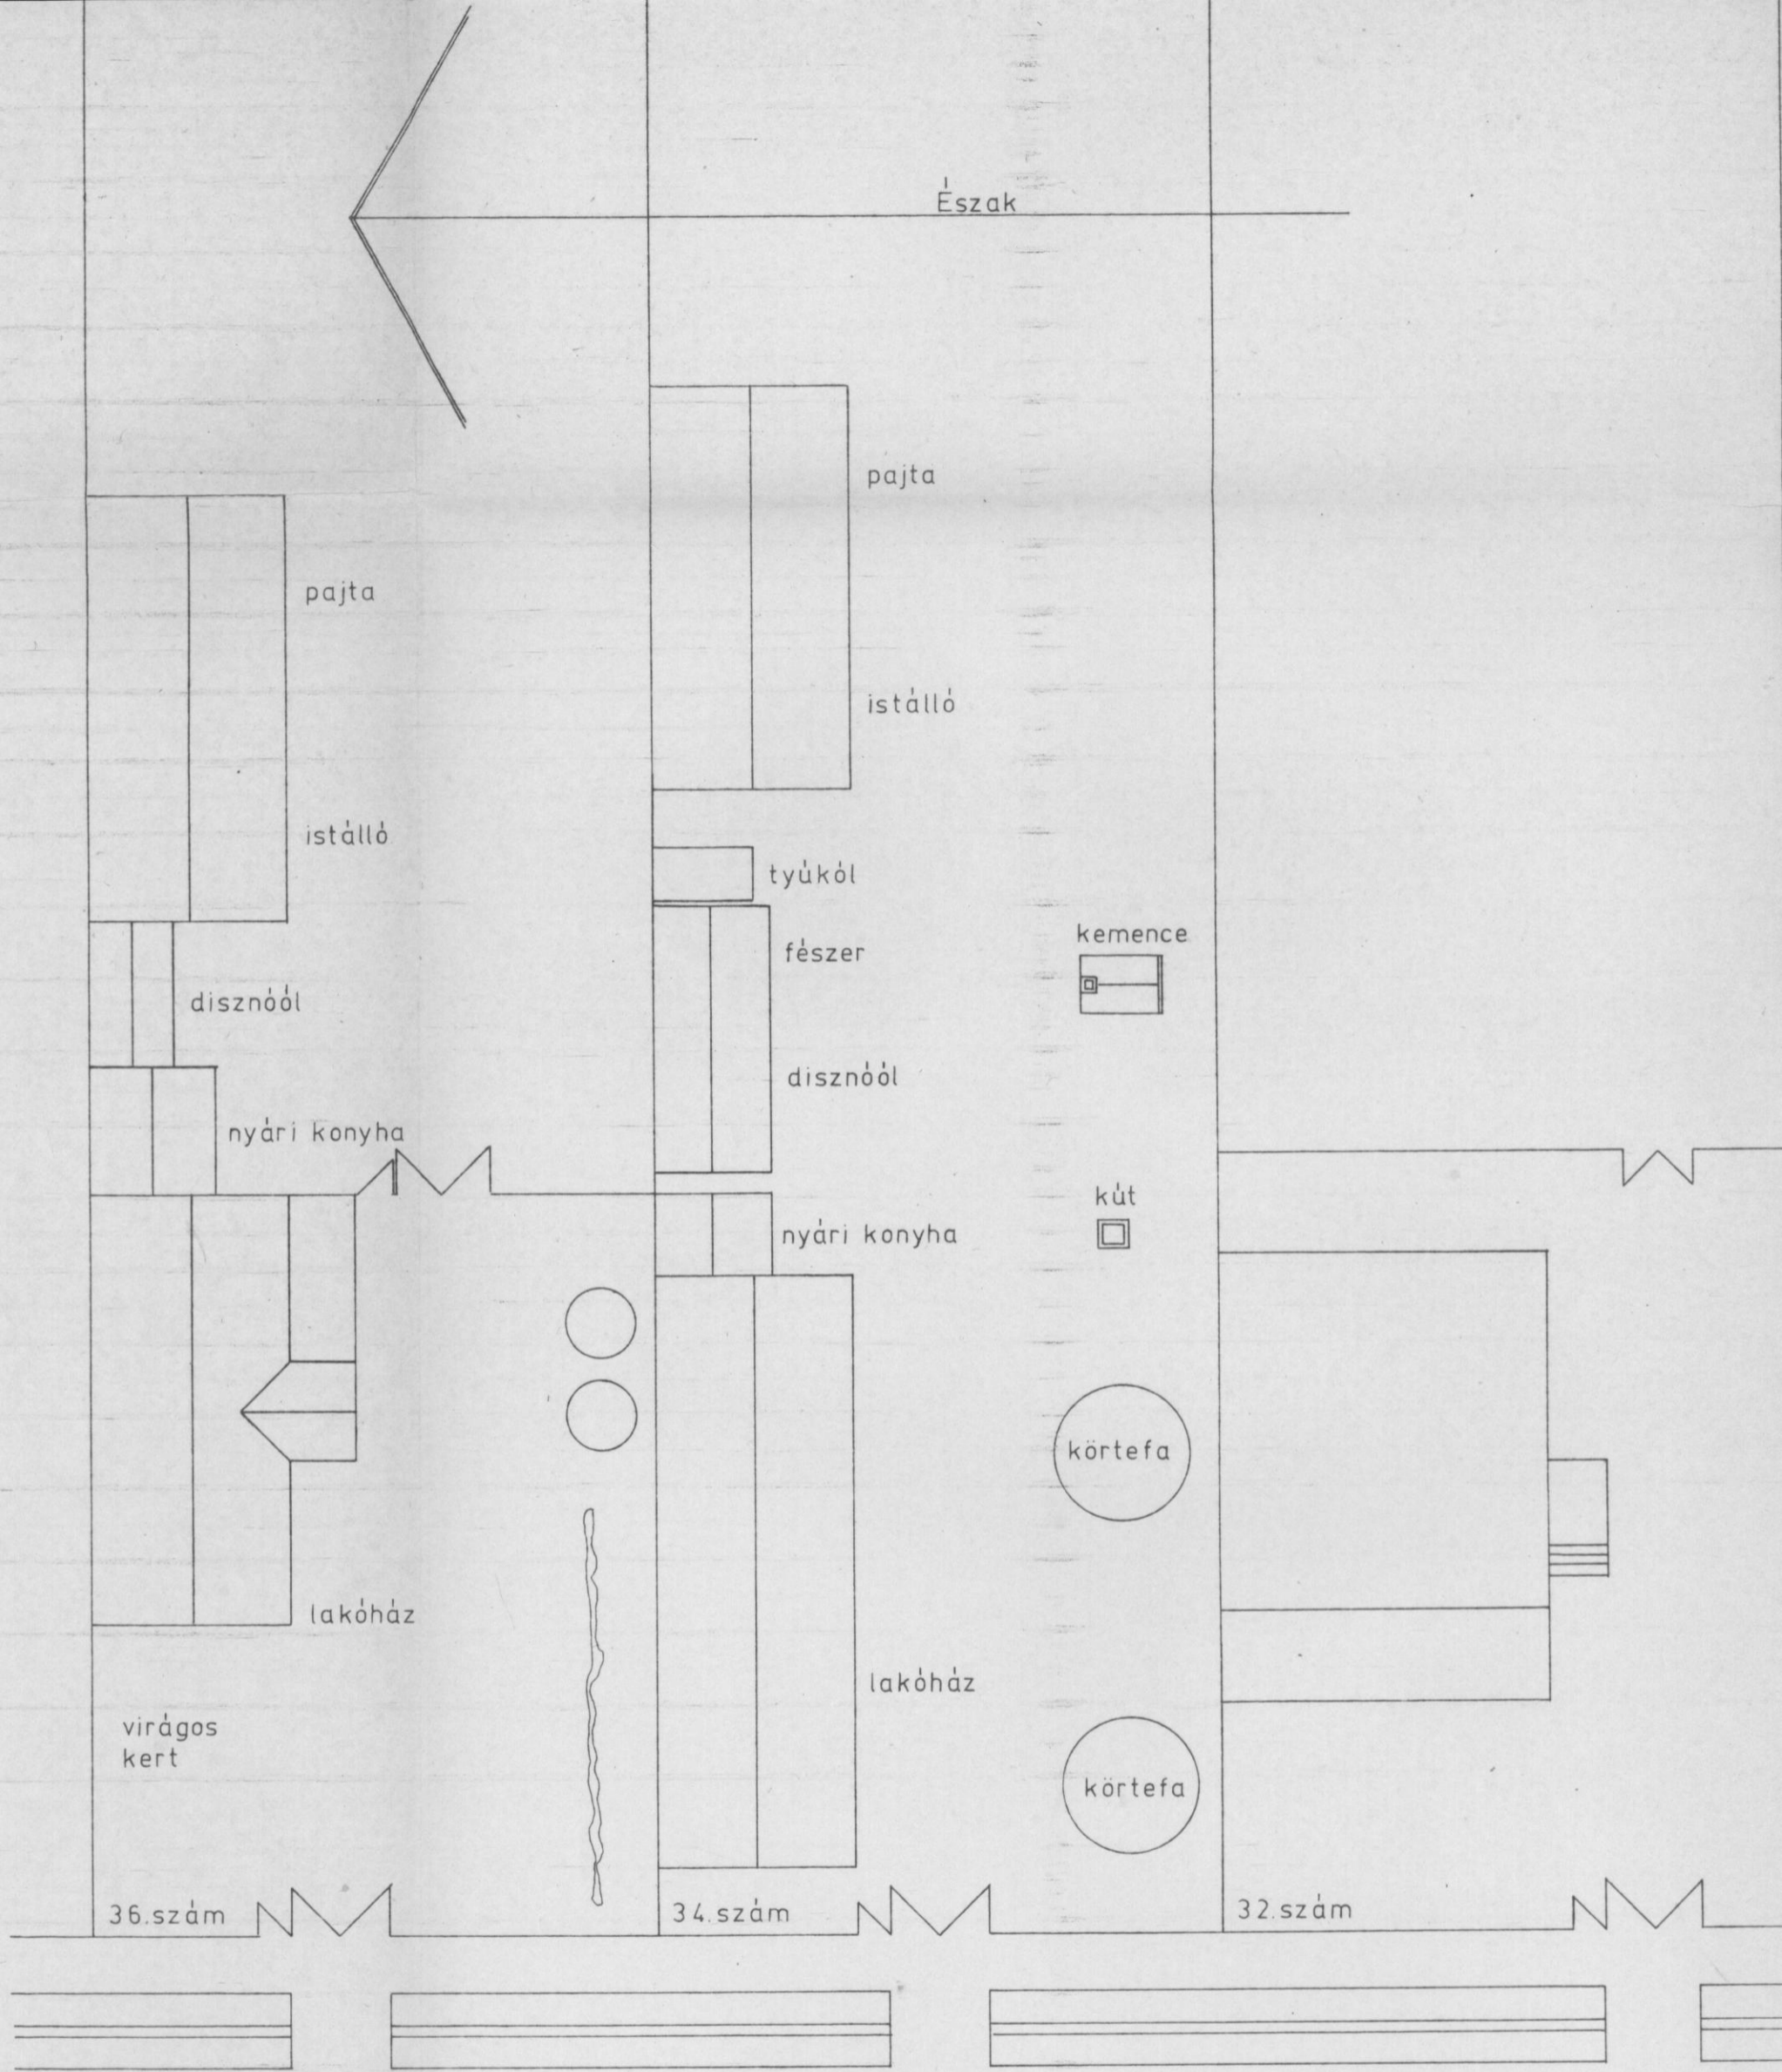 Észak
pajta
pajta
istálló
istálló
tyúkól
kemence
fészer
disznóól
disznóól
nyári konyha
kút
nyári konyha
körtefa
lakóház
lakóház
virágos
kert
körtefa
36.szám
34.szám
32.szám